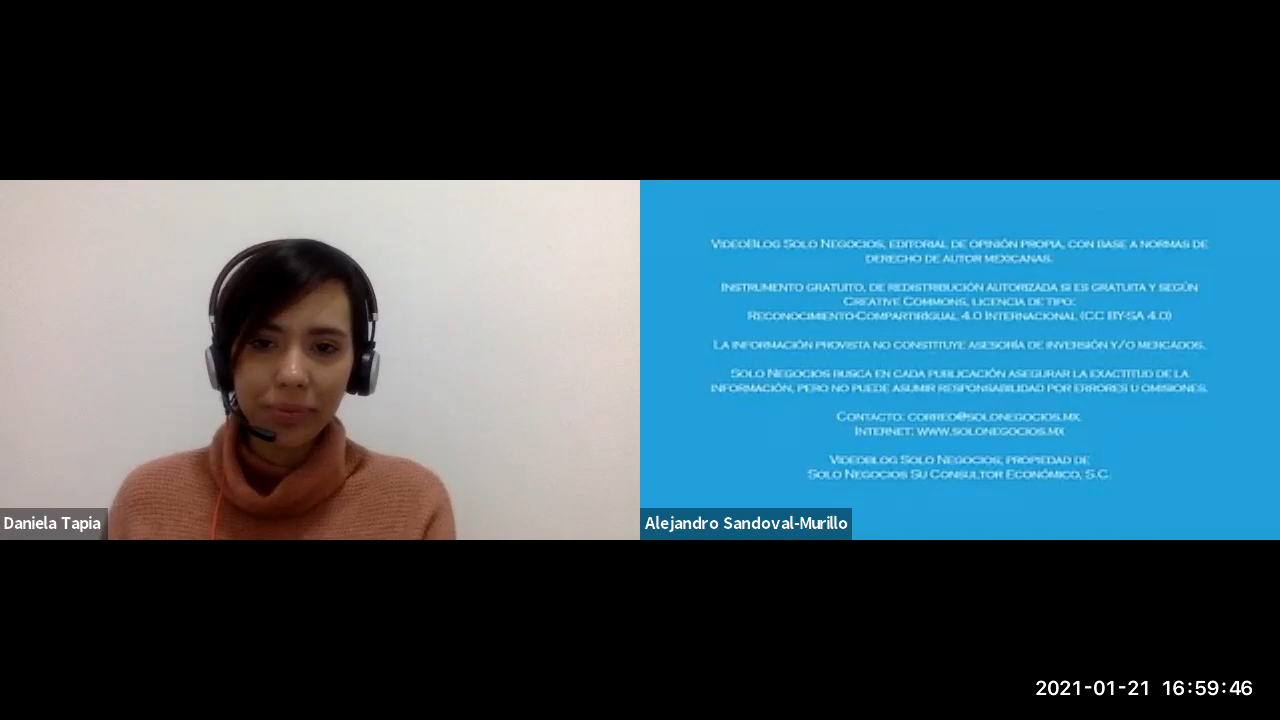 VideoBlog Solo Negocios, editorial de opinión propia, con base a normas de
derecho de autor mexicanas.
Instrumento gratuito, de redistribución autorizada si es gratuita y según
Creative Commons, licencia de tipo:
Reconocimiento-CompartirIgual 4.0 Internacional (CC BY-SA 4.0)
La información provista no constituye asesoría de inversión y/o mercados.
Solo Negocios busca en cada publicación asegurar la exactitud de la
información, pero no puede asumir responsabilidad por errores u omisiones.
Contacto: correo@solonegocios.mx
Internet: www.solonegocios.mx
Videoblog Solo Negocios, propiedad de
Solo Negocios Su Consultor Económico, S.C.
Daniela Tapia
Alejandro Sandoval-Murillo
2021-01-21 16:59:46